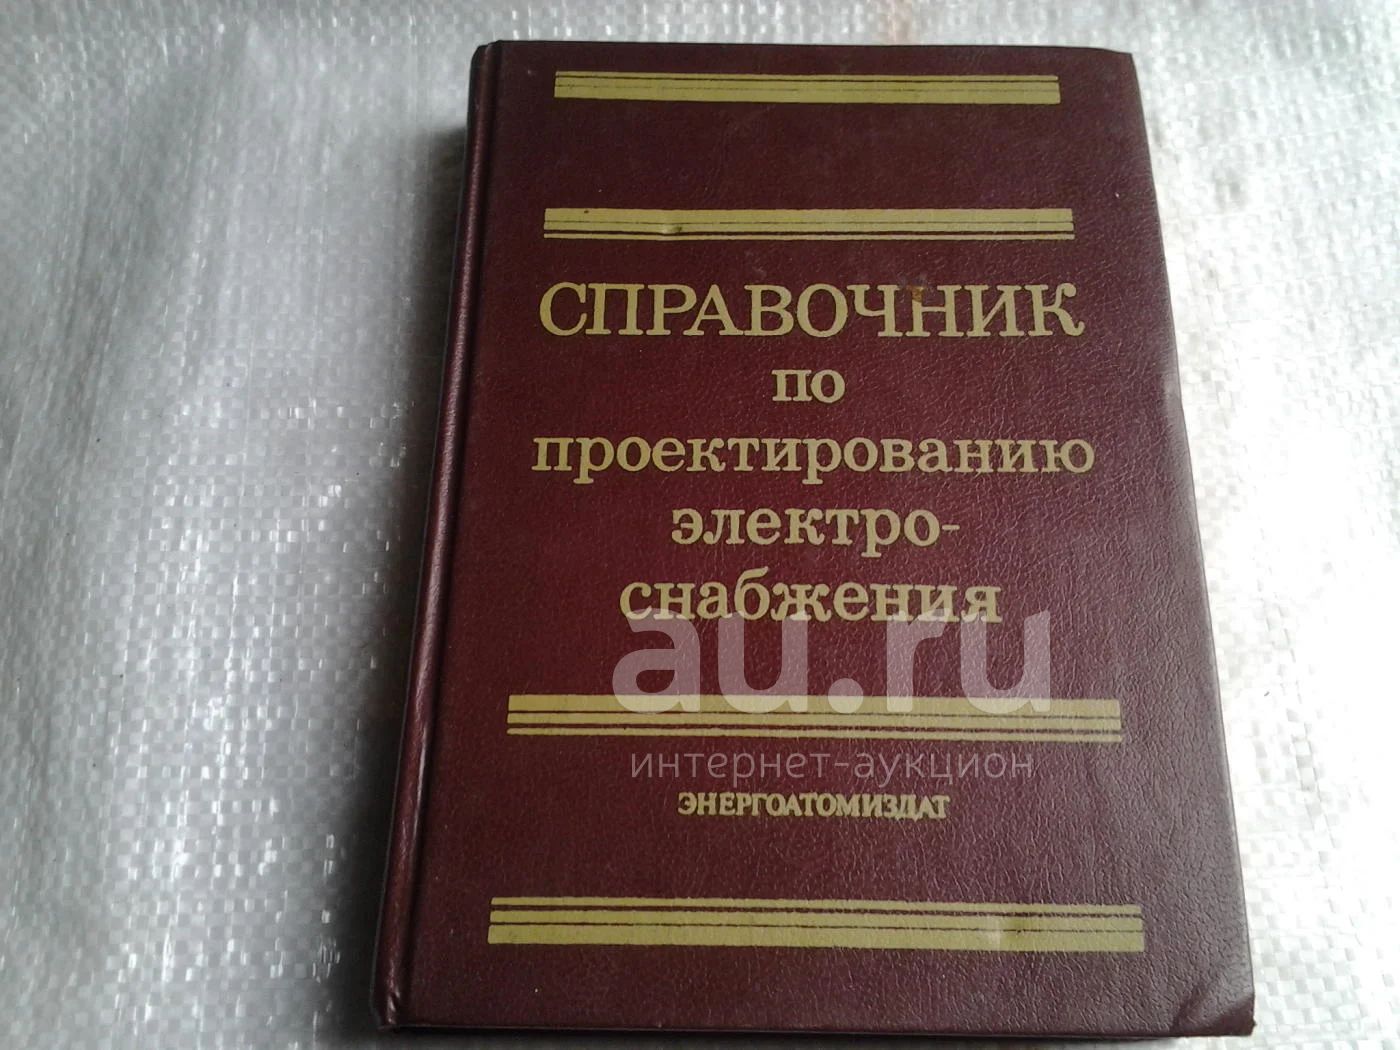 СПРАВОЧНИК
по
проектированию
электро-
снабжения
au.ru
интернет-аукцион
ЭНЕРГОАТОМИЗДАТ